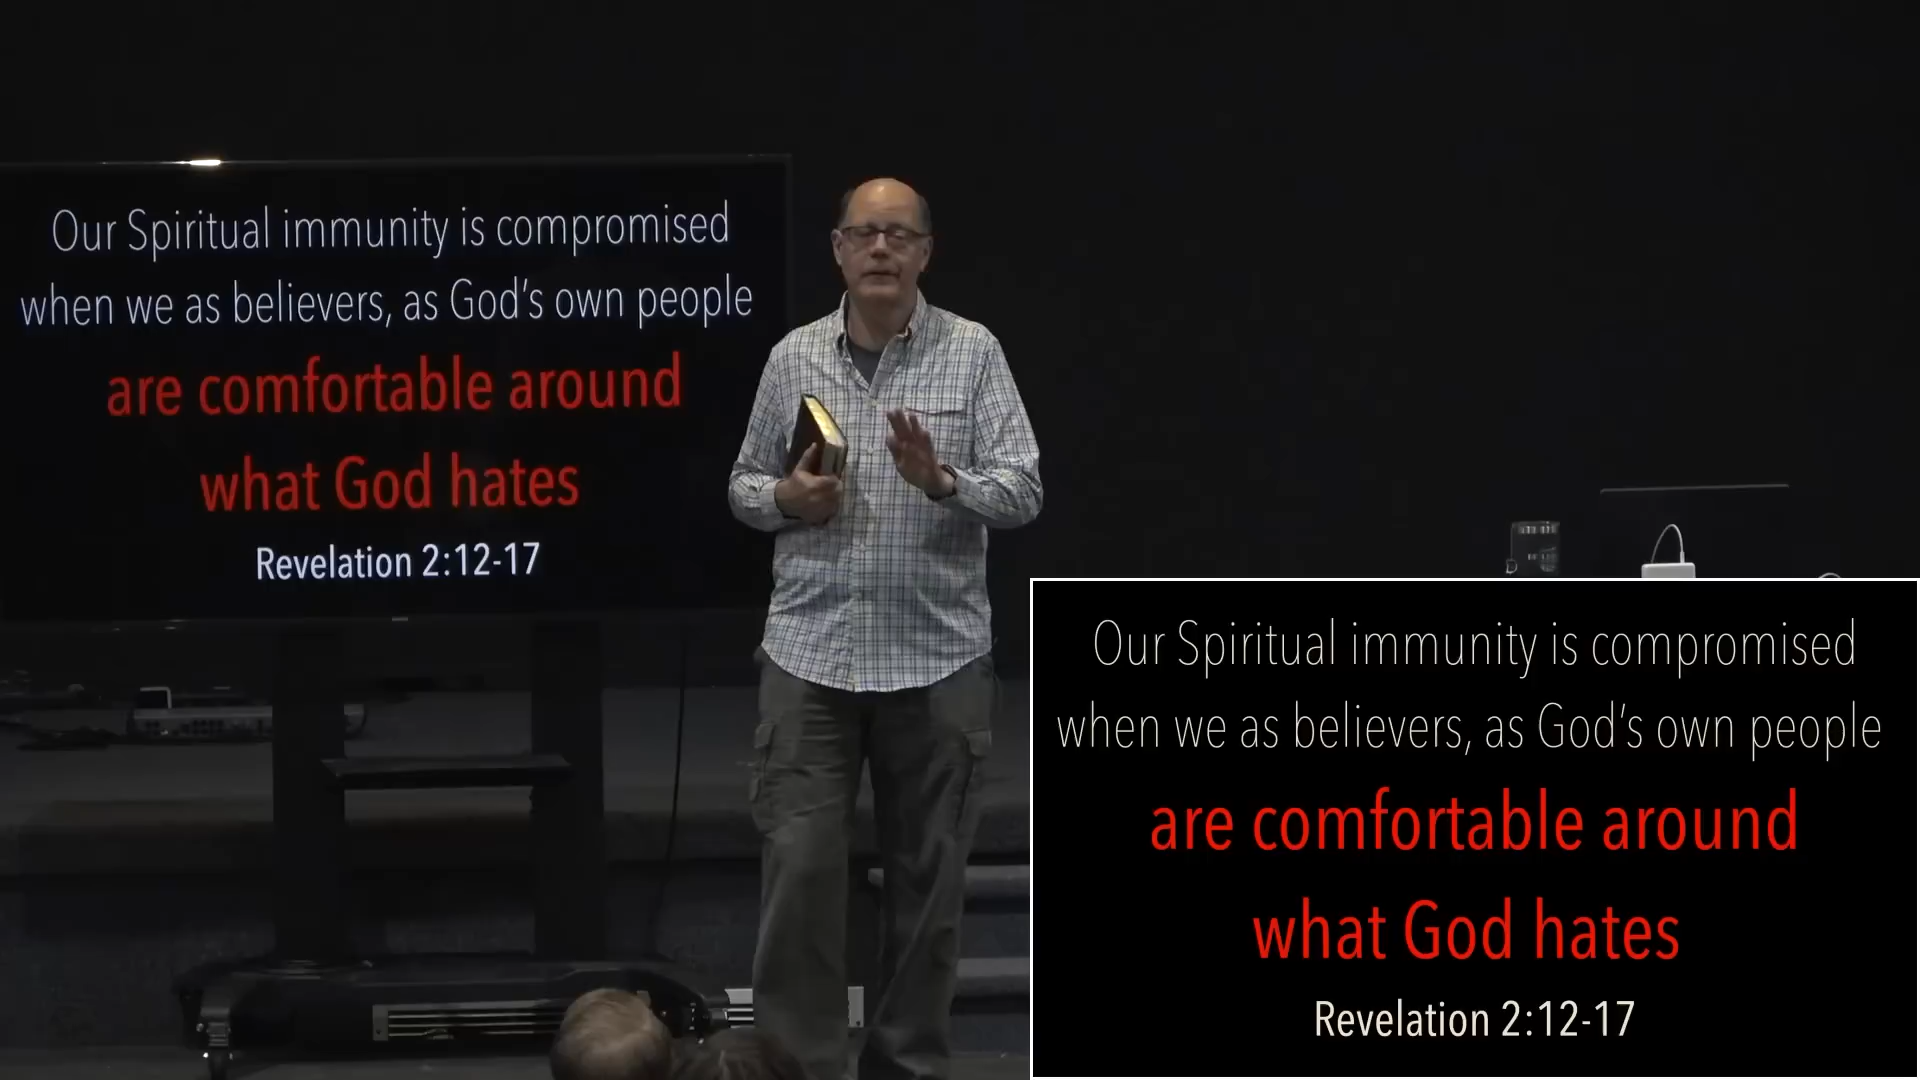 Our Spiritual immunity is compromised
when we as believers, as God's own people
are comfortable around
what God hates
Revelation 2:12-17
Our Spiritual immunity is compromised
when we as believers, as God's own people
are comfortable around
what God hates
Revelation 2:12-17